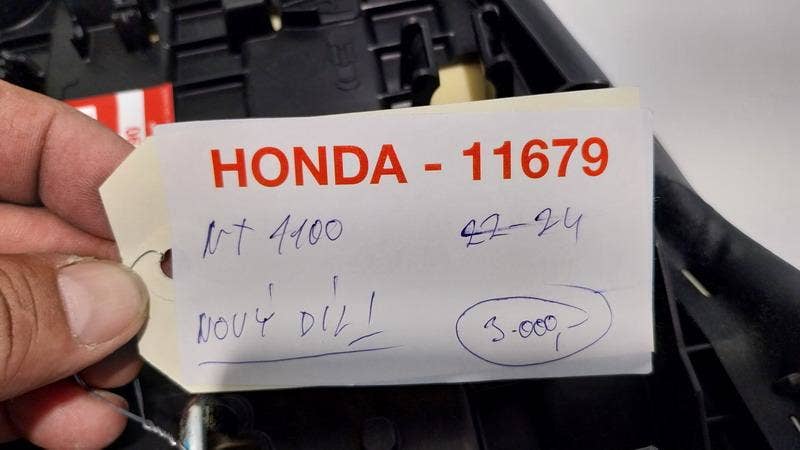 HONDA - 11679
NT 1100 22-24
NOVÝ DÍL!
3.000,-